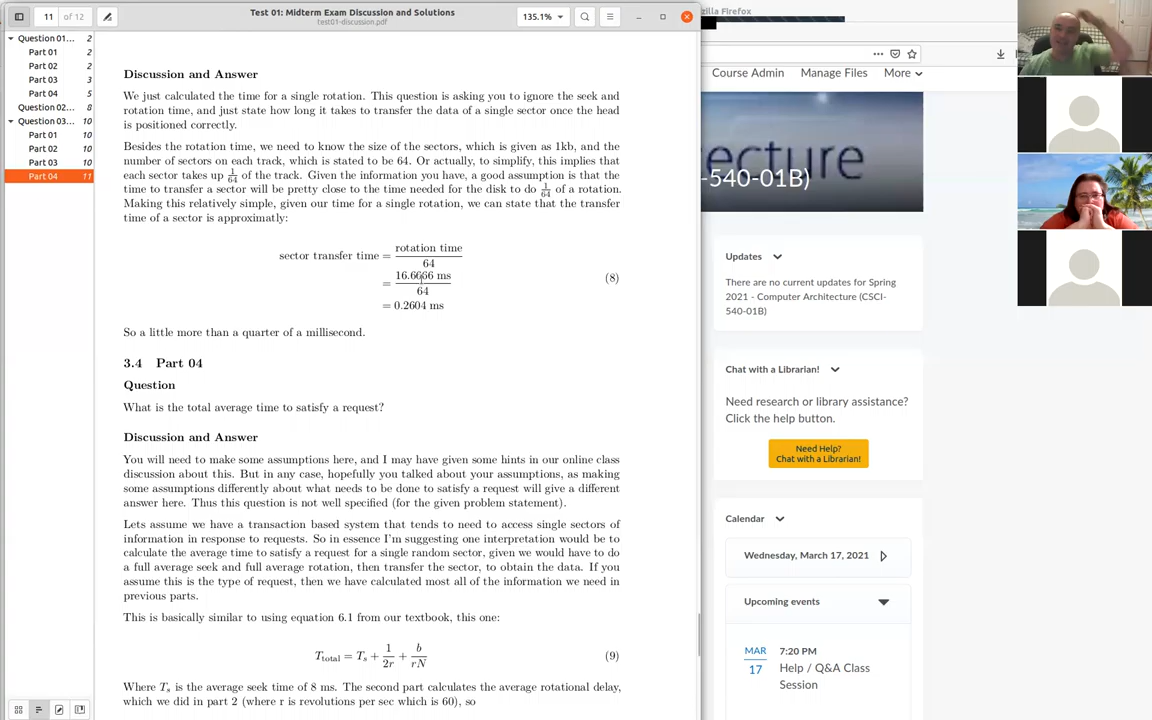 Test 01: Midterm Exam Discussion and Solutions
test01-discussion.pdf
11 of 12
135.1%
Question 01... 2
Part 01 2
Part 02 2
Part 03 3
Part 04 5
Question 02... 8
Question 03... 10
Part 01 10
Part 02 10
Part 03 10
Part 04 11
Discussion and Answer
We just calculated the time for a single rotation. This question is asking you to ignore the seek and
rotation time, and just state how long it takes to transfer the data of a single sector once the head
is positioned correctly.
Besides the rotation time, we need to know the size of the sectors, which is given as 1kb, and the
number of sectors on each track, which is stated to be 64. Or actually, to simplify, this implies that
each sector takes up 1/64 of the track. Given the information you have, a good assumption is that the
time to transfer a sector will be pretty close to the time needed for the disk to do 1/64 of a rotation.
Making this relatively simple, given our time for a single rotation, we can state that the transfer
time of a sector is approximatly:
sector transfer time = rotation time / 64
= 16.6666 ms / 64 (8)
= 0.2604 ms
So a little more than a quarter of a millisecond.
3.4 Part 04
Question
What is the total average time to satisfy a request?
Discussion and Answer
You will need to make some assumptions here, and I may have given some hints in our online class
discussion about this. But in any case, hopefully you talked about your assumptions, as making
some assumptions differently about what needs to be done to satisfy a request will give a different
answer here. Thus this question is not well specified (for the given problem statement).
Lets assume we have a transaction based system that tends to need to access single sectors of
information in response to requests. So in essence I'm suggesting one interpretation would be to
calculate the average time to satisfy a request for a single random sector, given we would have to do
a full average seek and full average rotation, then transfer the sector, to obtain the data. If you
assume this is the type of request, then we have calculated most all of the information we need in
previous parts.
This is basically similar to using equation 6.1 from our textbook, this one:
T_total = T_s + 1/2r + b/rN (9)
Where T_s is the average seek time of 8 ms. The second part calculates the average rotational delay,
which we did in part 2 (where r is revolutions per sec which is 60), so
zilla Firefox
Course Admin Manage Files More
ecture
-540-01B)
Updates
There are no current updates for Spring
2021 - Computer Architecture (CSCI-
540-01B)
Chat with a Librarian!
Need research or library assistance?
Click the help button.
Need Help?
Chat with a Librarian!
Calendar
Wednesday, March 17, 2021
Upcoming events
MAR
17
7:20 PM
Help / Q&A Class
Session